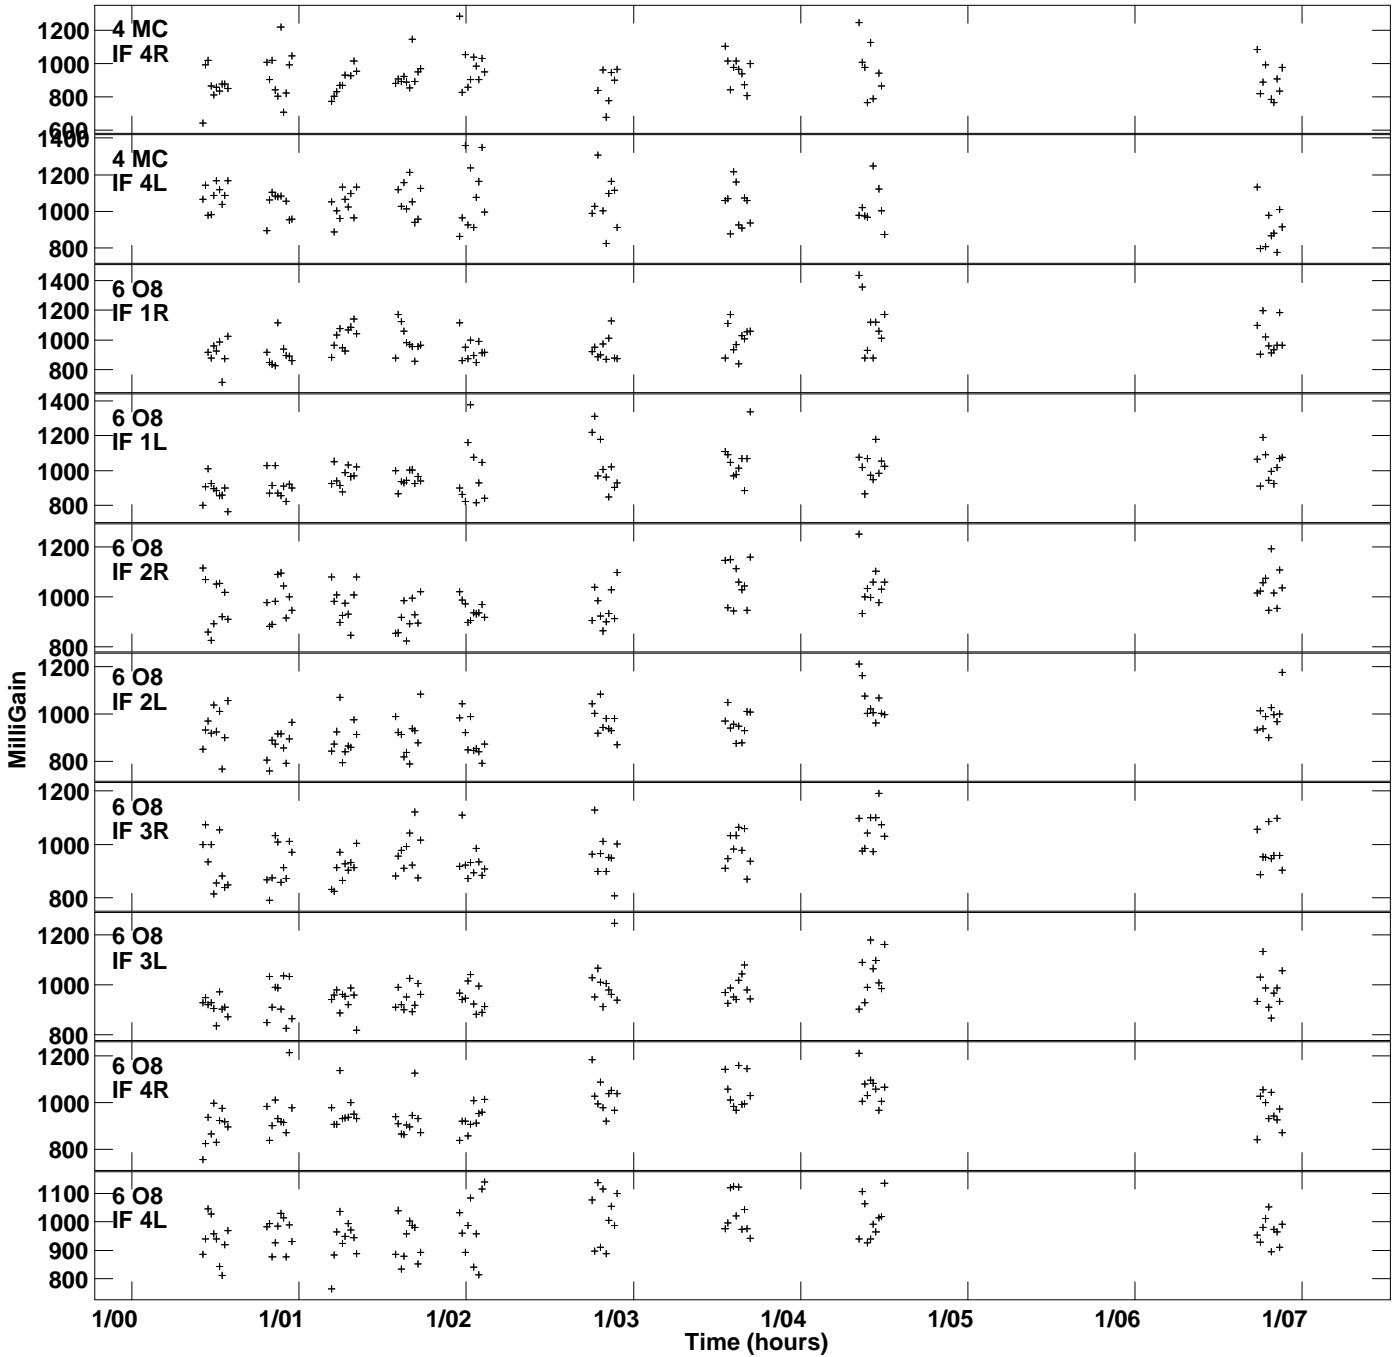 1200
1000
800
600
4 MC
IF 4R
1400
1200
1000
800
4 MC
IF 4L
1400
1200
1000
800
6 O8
IF 1R
1400
1200
1000
800
6 O8
IF 1L
1200
1000
800
6 O8
IF 2R
1200
1000
800
6 O8
IF 2L
MilliGain
1200
1000
800
6 O8
IF 3R
1200
1000
800
6 O8
IF 3L
1200
1000
800
6 O8
IF 4R
1100
1000
900
800
6 O8
IF 4L
1/00 1/01 1/02 1/03 1/04 1/05 1/06 1/07
Time (hours)